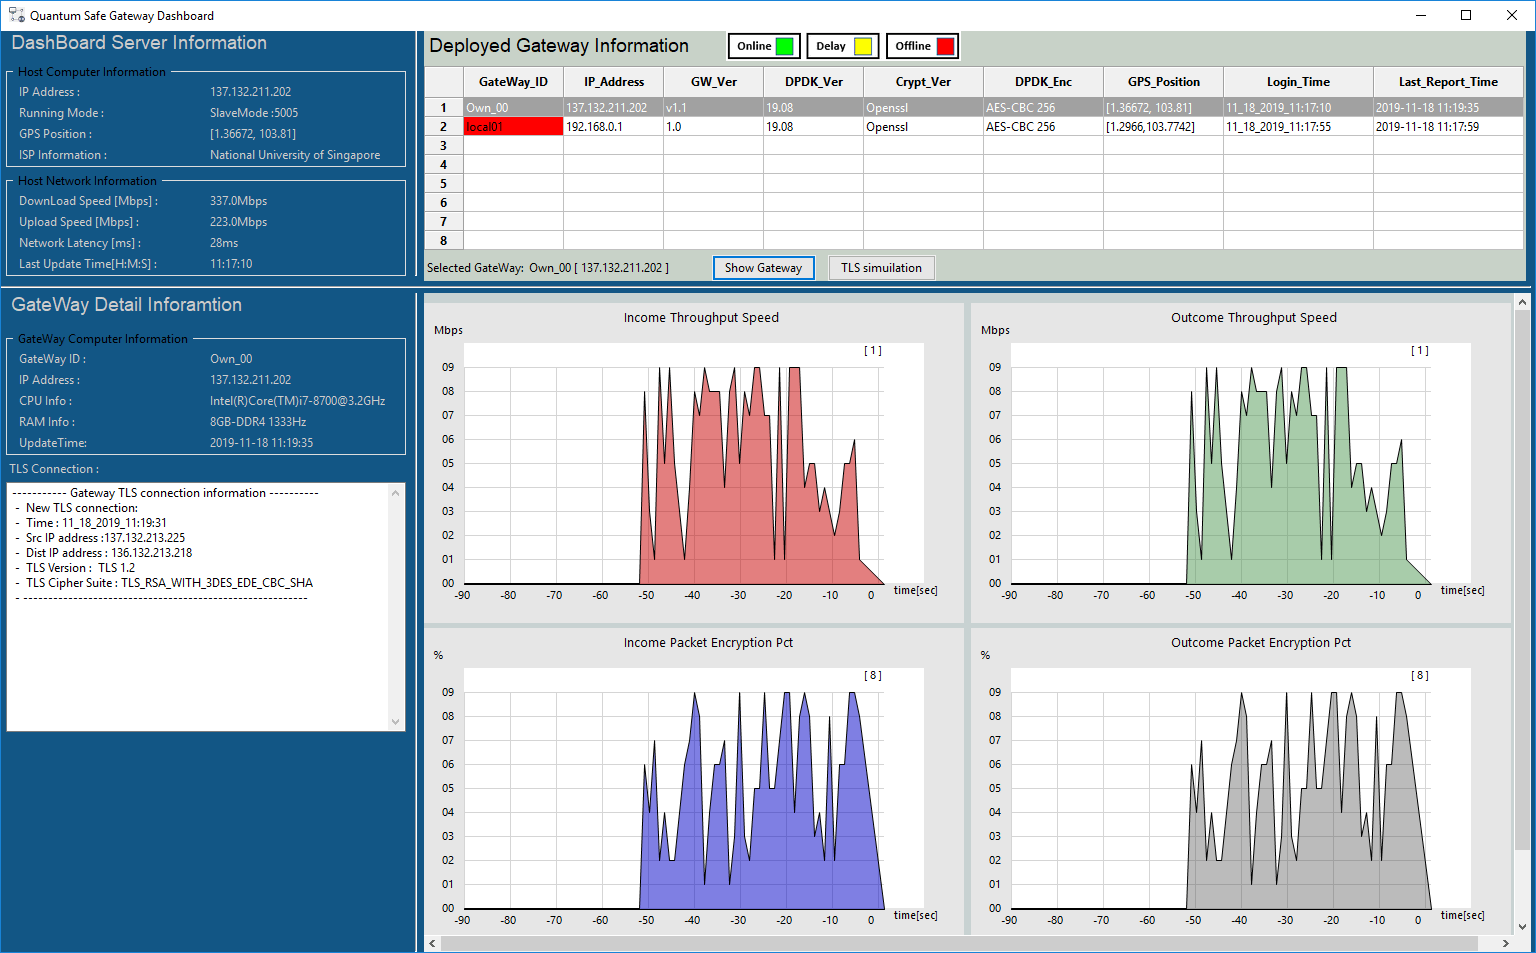 Quantum Safe Gateway Dashboard
DashBoard Server Information
Host Computer Information
IP Address : 137.132.211.202
Running Mode : SlaveMode :5005
GPS Position : [1.36672, 103.81]
ISP Information : National University of Singapore
Host Network Information
DownLoad Speed [Mbps] : 337.0Mbps
Upload Speed [Mbps] : 223.0Mbps
Network Latency [ms] : 28ms
Last Update Time[H:M:S] : 11:17:10
Deployed Gateway Information Online Delay Offline
GateWay_ID IP_Address GW_Ver DPDK_Ver Crypt_Ver DPDK_Enc GPS_Position Login_Time Last_Report_Time
1 Own_00 137.132.211.202 v1.1 19.08 Openssl AES-CBC 256 [1.36672, 103.81] 11_18_2019_11:17:10 2019-11-18 11:19:35
2 local01 192.168.0.1 1.0 19.08 Openssl AES-CBC 256 [1.2966,103.7742] 11_18_2019_11:17:55 2019-11-18 11:17:59
3
4
5
6
7
8
Selected GateWay: Own_00 [ 137.132.211.202 ] Show Gateway TLS simuilation
GateWay Detail Inforamtion
GateWay Computer Information
GateWay ID : Own_00
IP Address : 137.132.211.202
CPU Info : Intel(R)Core(TM)i7-8700@3.2GHz
RAM Info : 8GB-DDR4 1333Hz
UpdateTime: 2019-11-18 11:19:35
TLS Connection :
----------- Gateway TLS connection information ----------
- New TLS connection:
- Time : 11_18_2019_11:19:31
- Src IP address :137.132.213.225
- Dist IP address : 136.132.213.218
- TLS Version : TLS 1.2
- TLS Cipher Suite : TLS_RSA_WITH_3DES_EDE_CBC_SHA
- ---------------------------------------------------------
Income Throughput Speed
Mbps
[ 1 ]
09
08
07
06
05
04
03
02
01
00
-90 -80 -70 -60 -50 -40 -30 -20 -10 0 time[sec]
Outcome Throughput Speed
Mbps
[ 1 ]
09
08
07
06
05
04
03
02
01
00
-90 -80 -70 -60 -50 -40 -30 -20 -10 0 time[sec]
Income Packet Encryption Pct
%
[ 8 ]
09
08
07
06
05
04
03
02
01
00
-90 -80 -70 -60 -50 -40 -30 -20 -10 0 time[sec]
Outcome Packet Encryption Pct
%
[ 8 ]
09
08
07
06
05
04
03
02
01
00
-90 -80 -70 -60 -50 -40 -30 -20 -10 0 time[sec]